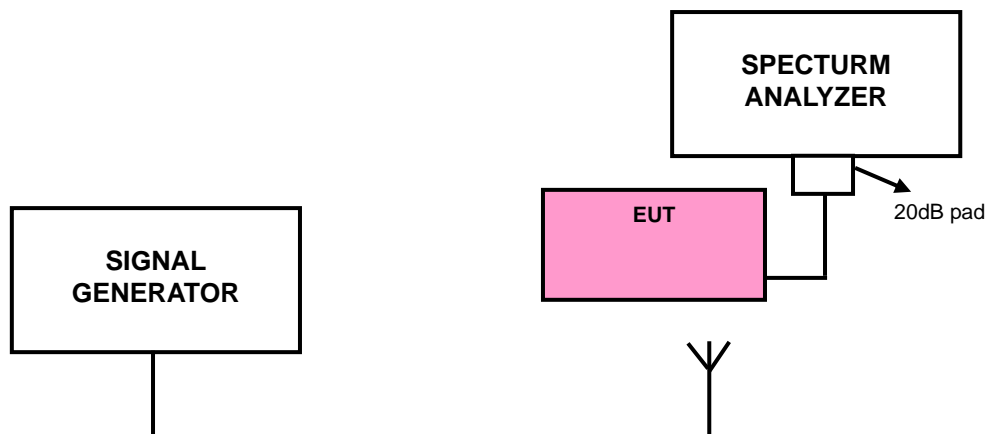 SPECTURM
ANALYZER
EUT
20dB pad
SIGNAL
GENERATOR